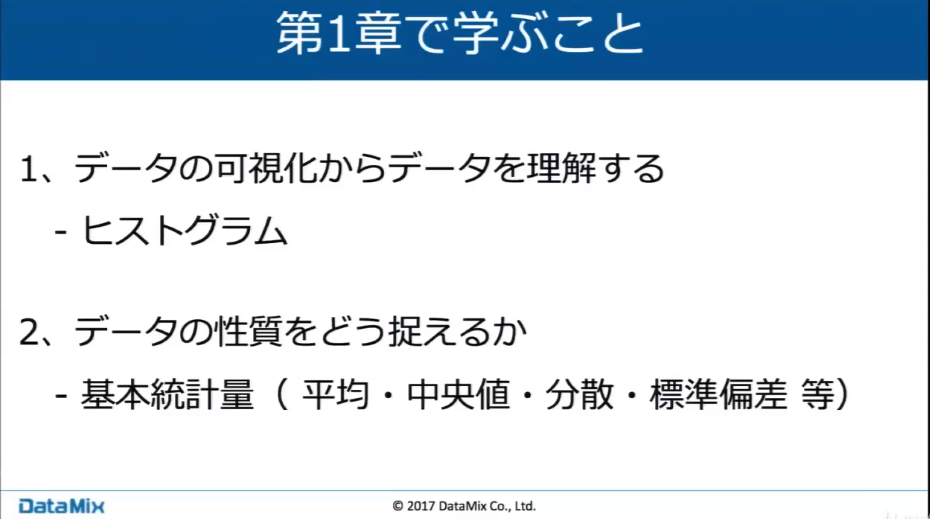 第1章で学ぶこと
1、データの可視化からデータを理解する
- ヒストグラム
2、データの性質をどう捉えるか
- 基本統計量（ 平均・中央値・分散・標準偏差 等）
DataMix
© 2017 DataMix Co., Ltd.